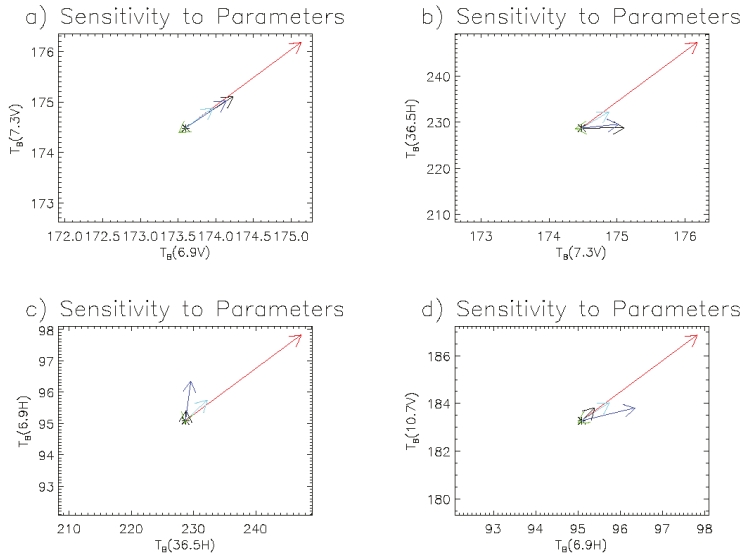 a) Sensitivity to Parameters
176
175
174
173
172.0 172.5 173.0 173.5 174.0 174.5 175.0
T_B(6.9V)
T_B(7.3V)
b) Sensitivity to Parameters
240
230
220
210
173 174 175 176
T_B(7.3V)
T_B(36.5H)
c) Sensitivity to Parameters
98
97
96
95
94
93
210 220 230 240
T_B(36.5H)
T_B(6.9H)
d) Sensitivity to Parameters
186
184
182
180
93 94 95 96 97 98
T_B(6.9H)
T_B(10.7V)